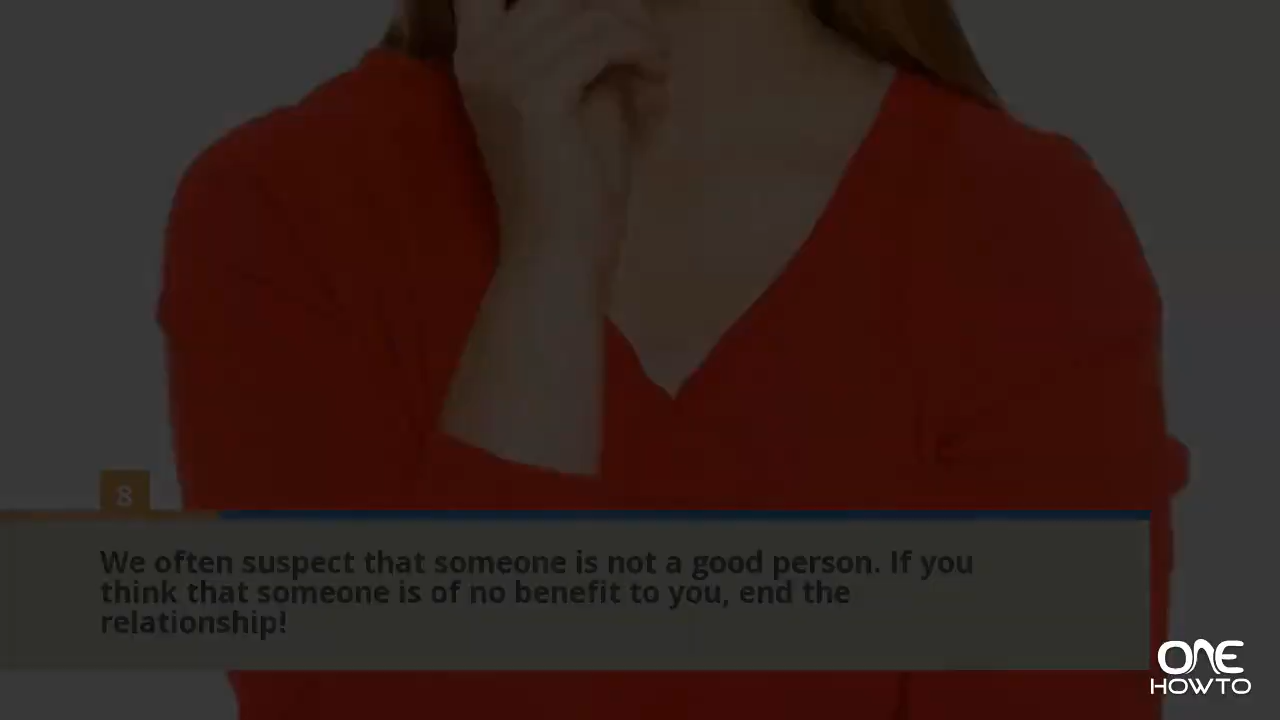 8
We often suspect that someone is not a good person. If you
think that someone is of no benefit to you, end the
relationship!
ONE
HOWTO